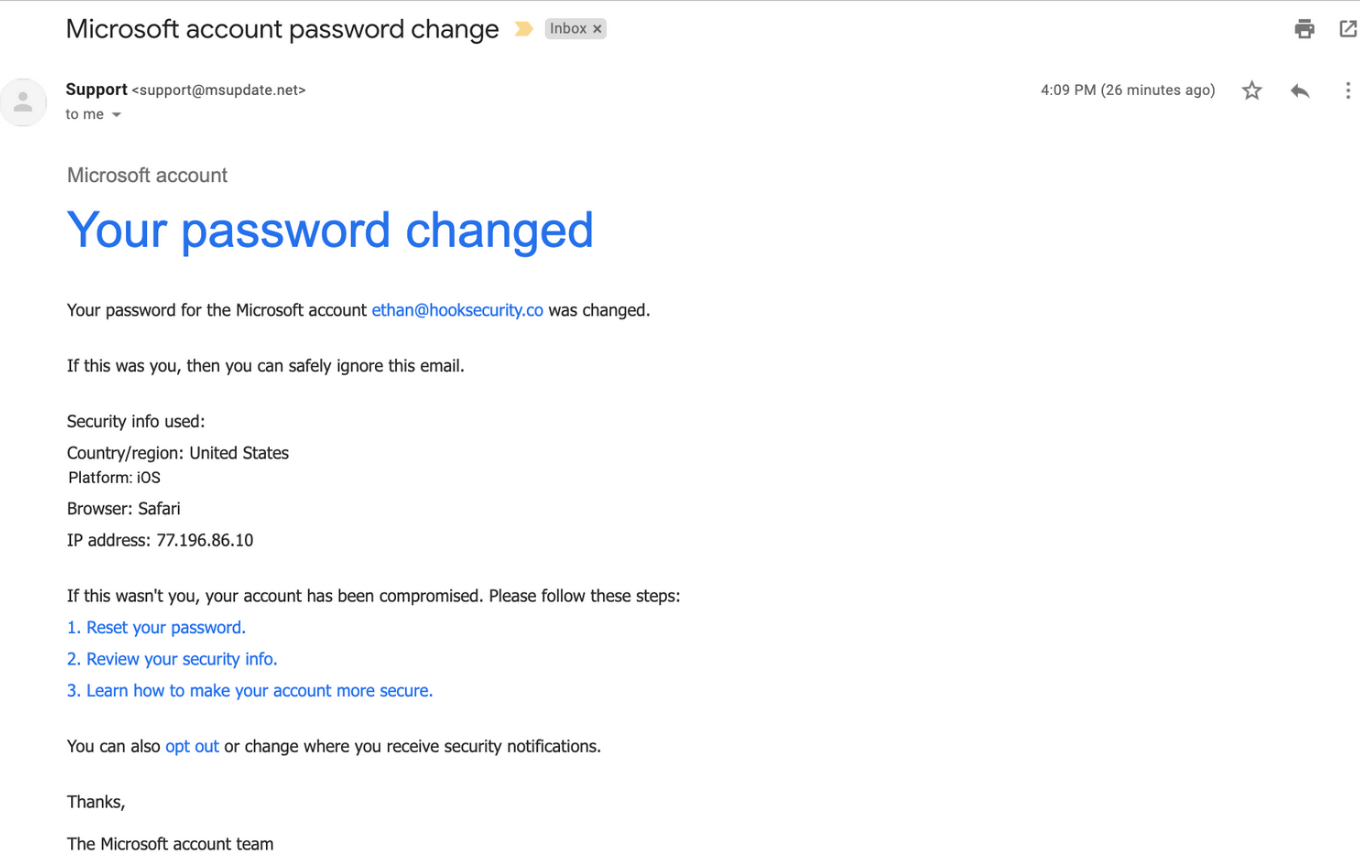 Microsoft account password change Inbox ×
Support <support@msupdate.net> 4:09 PM (26 minutes ago)
to me
Microsoft account
Your password changed
Your password for the Microsoft account ethan@hooksecurity.co was changed.
If this was you, then you can safely ignore this email.
Security info used:
Country/region: United States
Platform: iOS
Browser: Safari
IP address: 77.196.86.10
If this wasn't you, your account has been compromised. Please follow these steps:
1. Reset your password.
2. Review your security info.
3. Learn how to make your account more secure.
You can also opt out or change where you receive security notifications.
Thanks,
The Microsoft account team